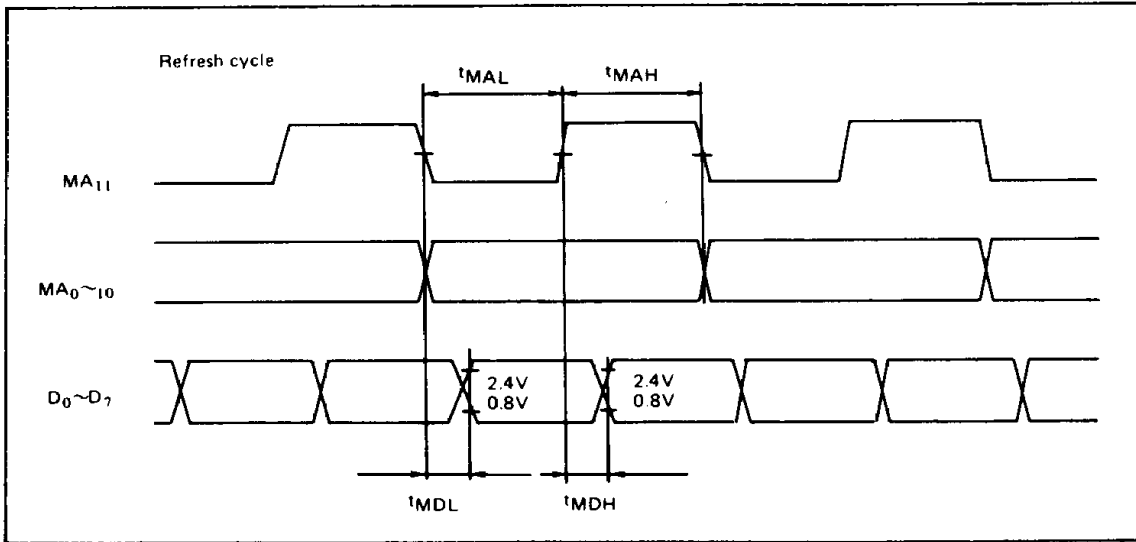 Refresh cycle
tMAL tMAH
MA11
MA0~10
D0~D7
2.4V 2.4V
0.8V 0.8V
tMDL tMDH